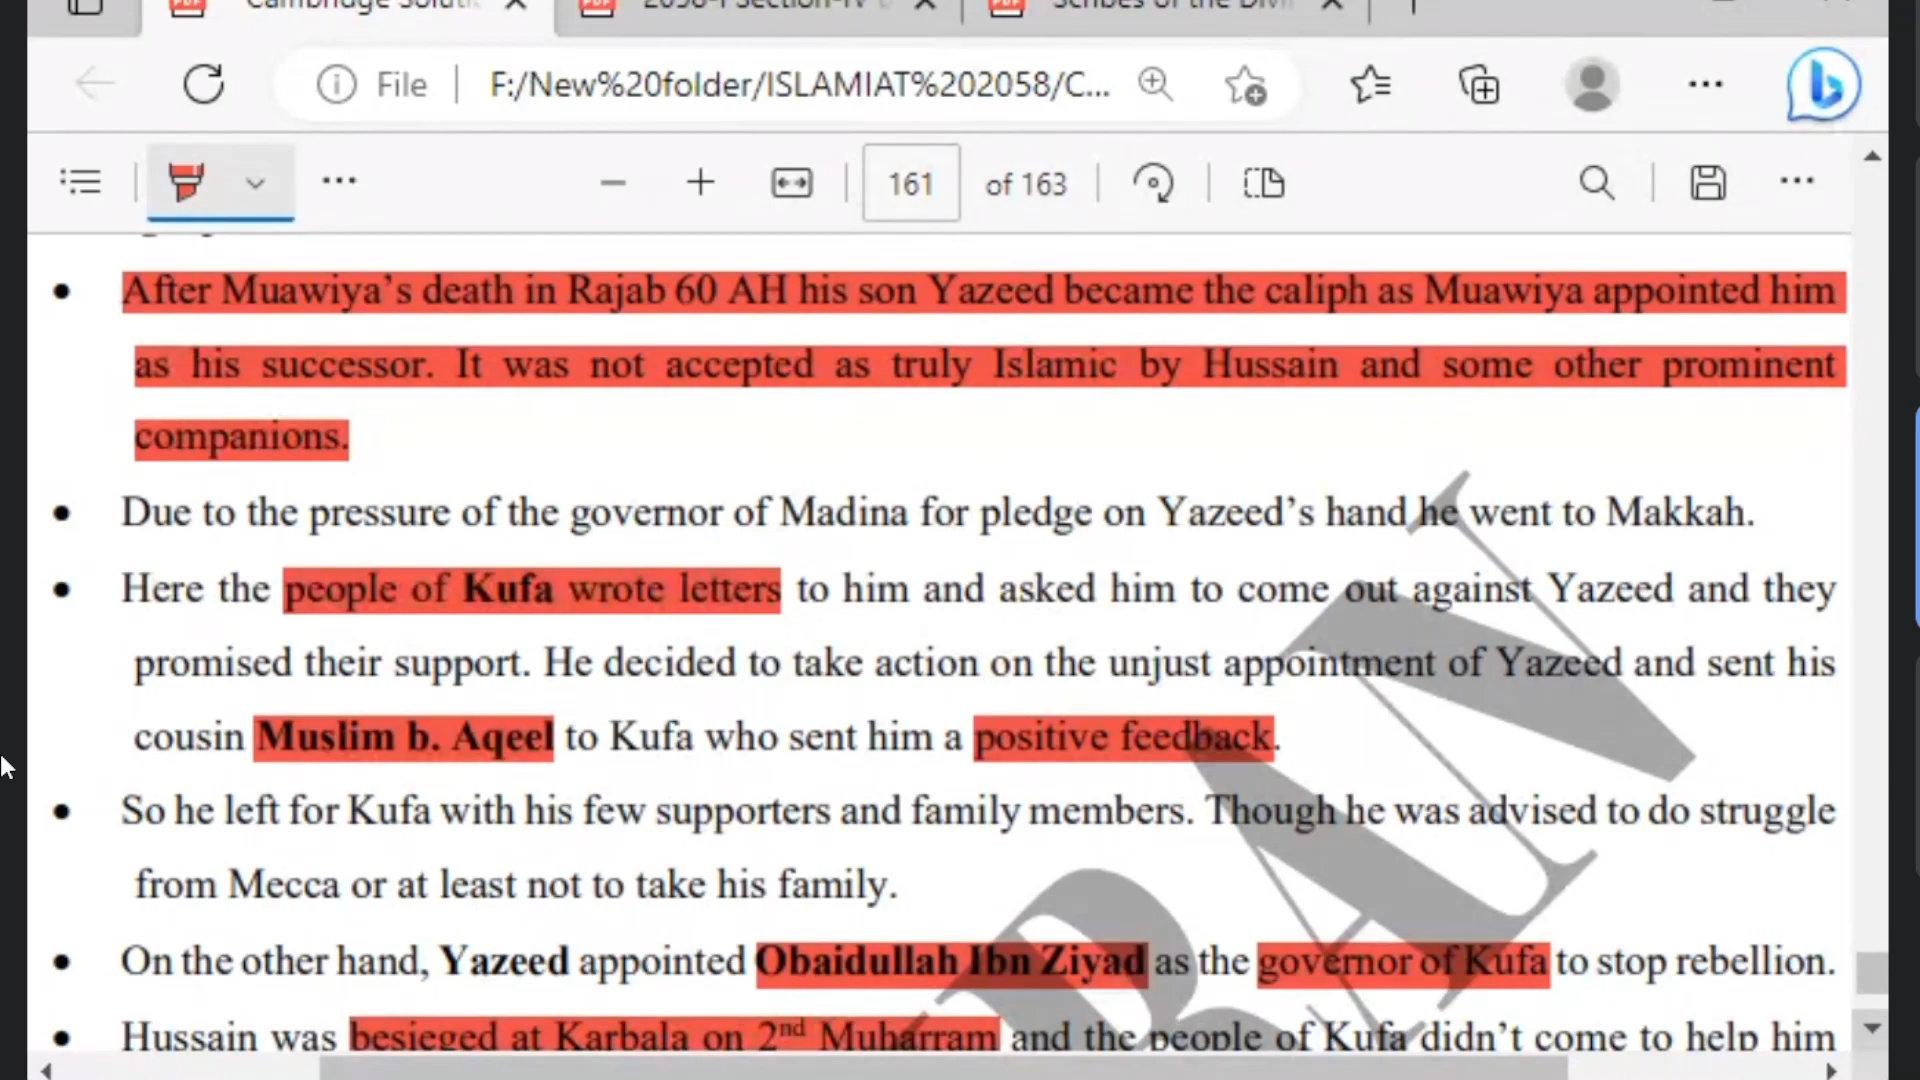 Cambridge Soluti
2058-1 Section-IV
Scribes of the Divi
File
F:/New%20folder/ISLAMIAT%202058/C...
161 of 163
• After Muawiya's death in Rajab 60 AH his son Yazeed became the caliph as Muawiya appointed him
as his successor. It was not accepted as truly Islamic by Hussain and some other prominent
companions.
• Due to the pressure of the governor of Madina for pledge on Yazeed's hand he went to Makkah.
• Here the people of Kufa wrote letters to him and asked him to come out against Yazeed and they
promised their support. He decided to take action on the unjust appointment of Yazeed and sent his
cousin Muslim b. Aqeel to Kufa who sent him a positive feedback.
• So he left for Kufa with his few supporters and family members. Though he was advised to do struggle
from Mecca or at least not to take his family.
• On the other hand, Yazeed appointed Obaidullah Ibn Ziyad as the governor of Kufa to stop rebellion.
• Hussain was besieged at Karbala on 2nd Muharram and the people of Kufa didn't come to help him